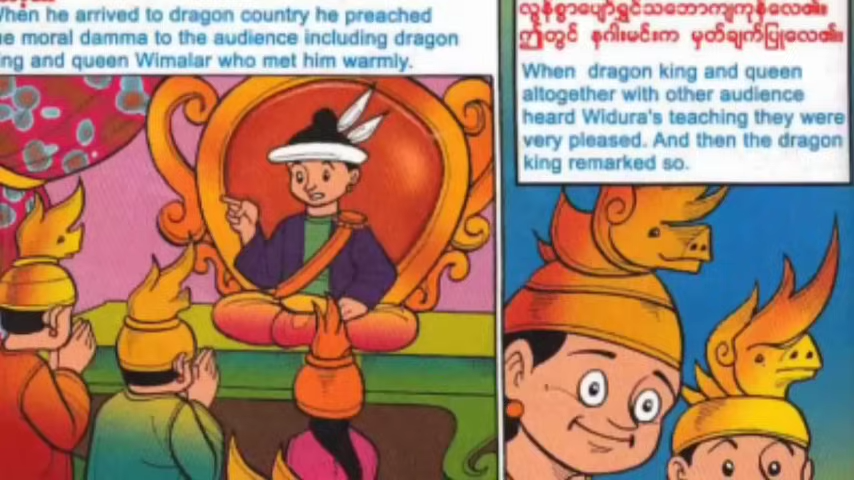 When he arrived to dragon country he preached
moral damma to the audience including dragon
and queen Wimalar who met him warmly.
လွန်စွာပျော်ရွှင်သဘောကျကုန်လေ၏။
ဤတွင် နဂါးမင်းက မှတ်ချက်ပြုလေ၏။
When dragon king and queen
altogether with other audience
heard Widura's teaching they were
very pleased. And then the dragon
king remarked so.